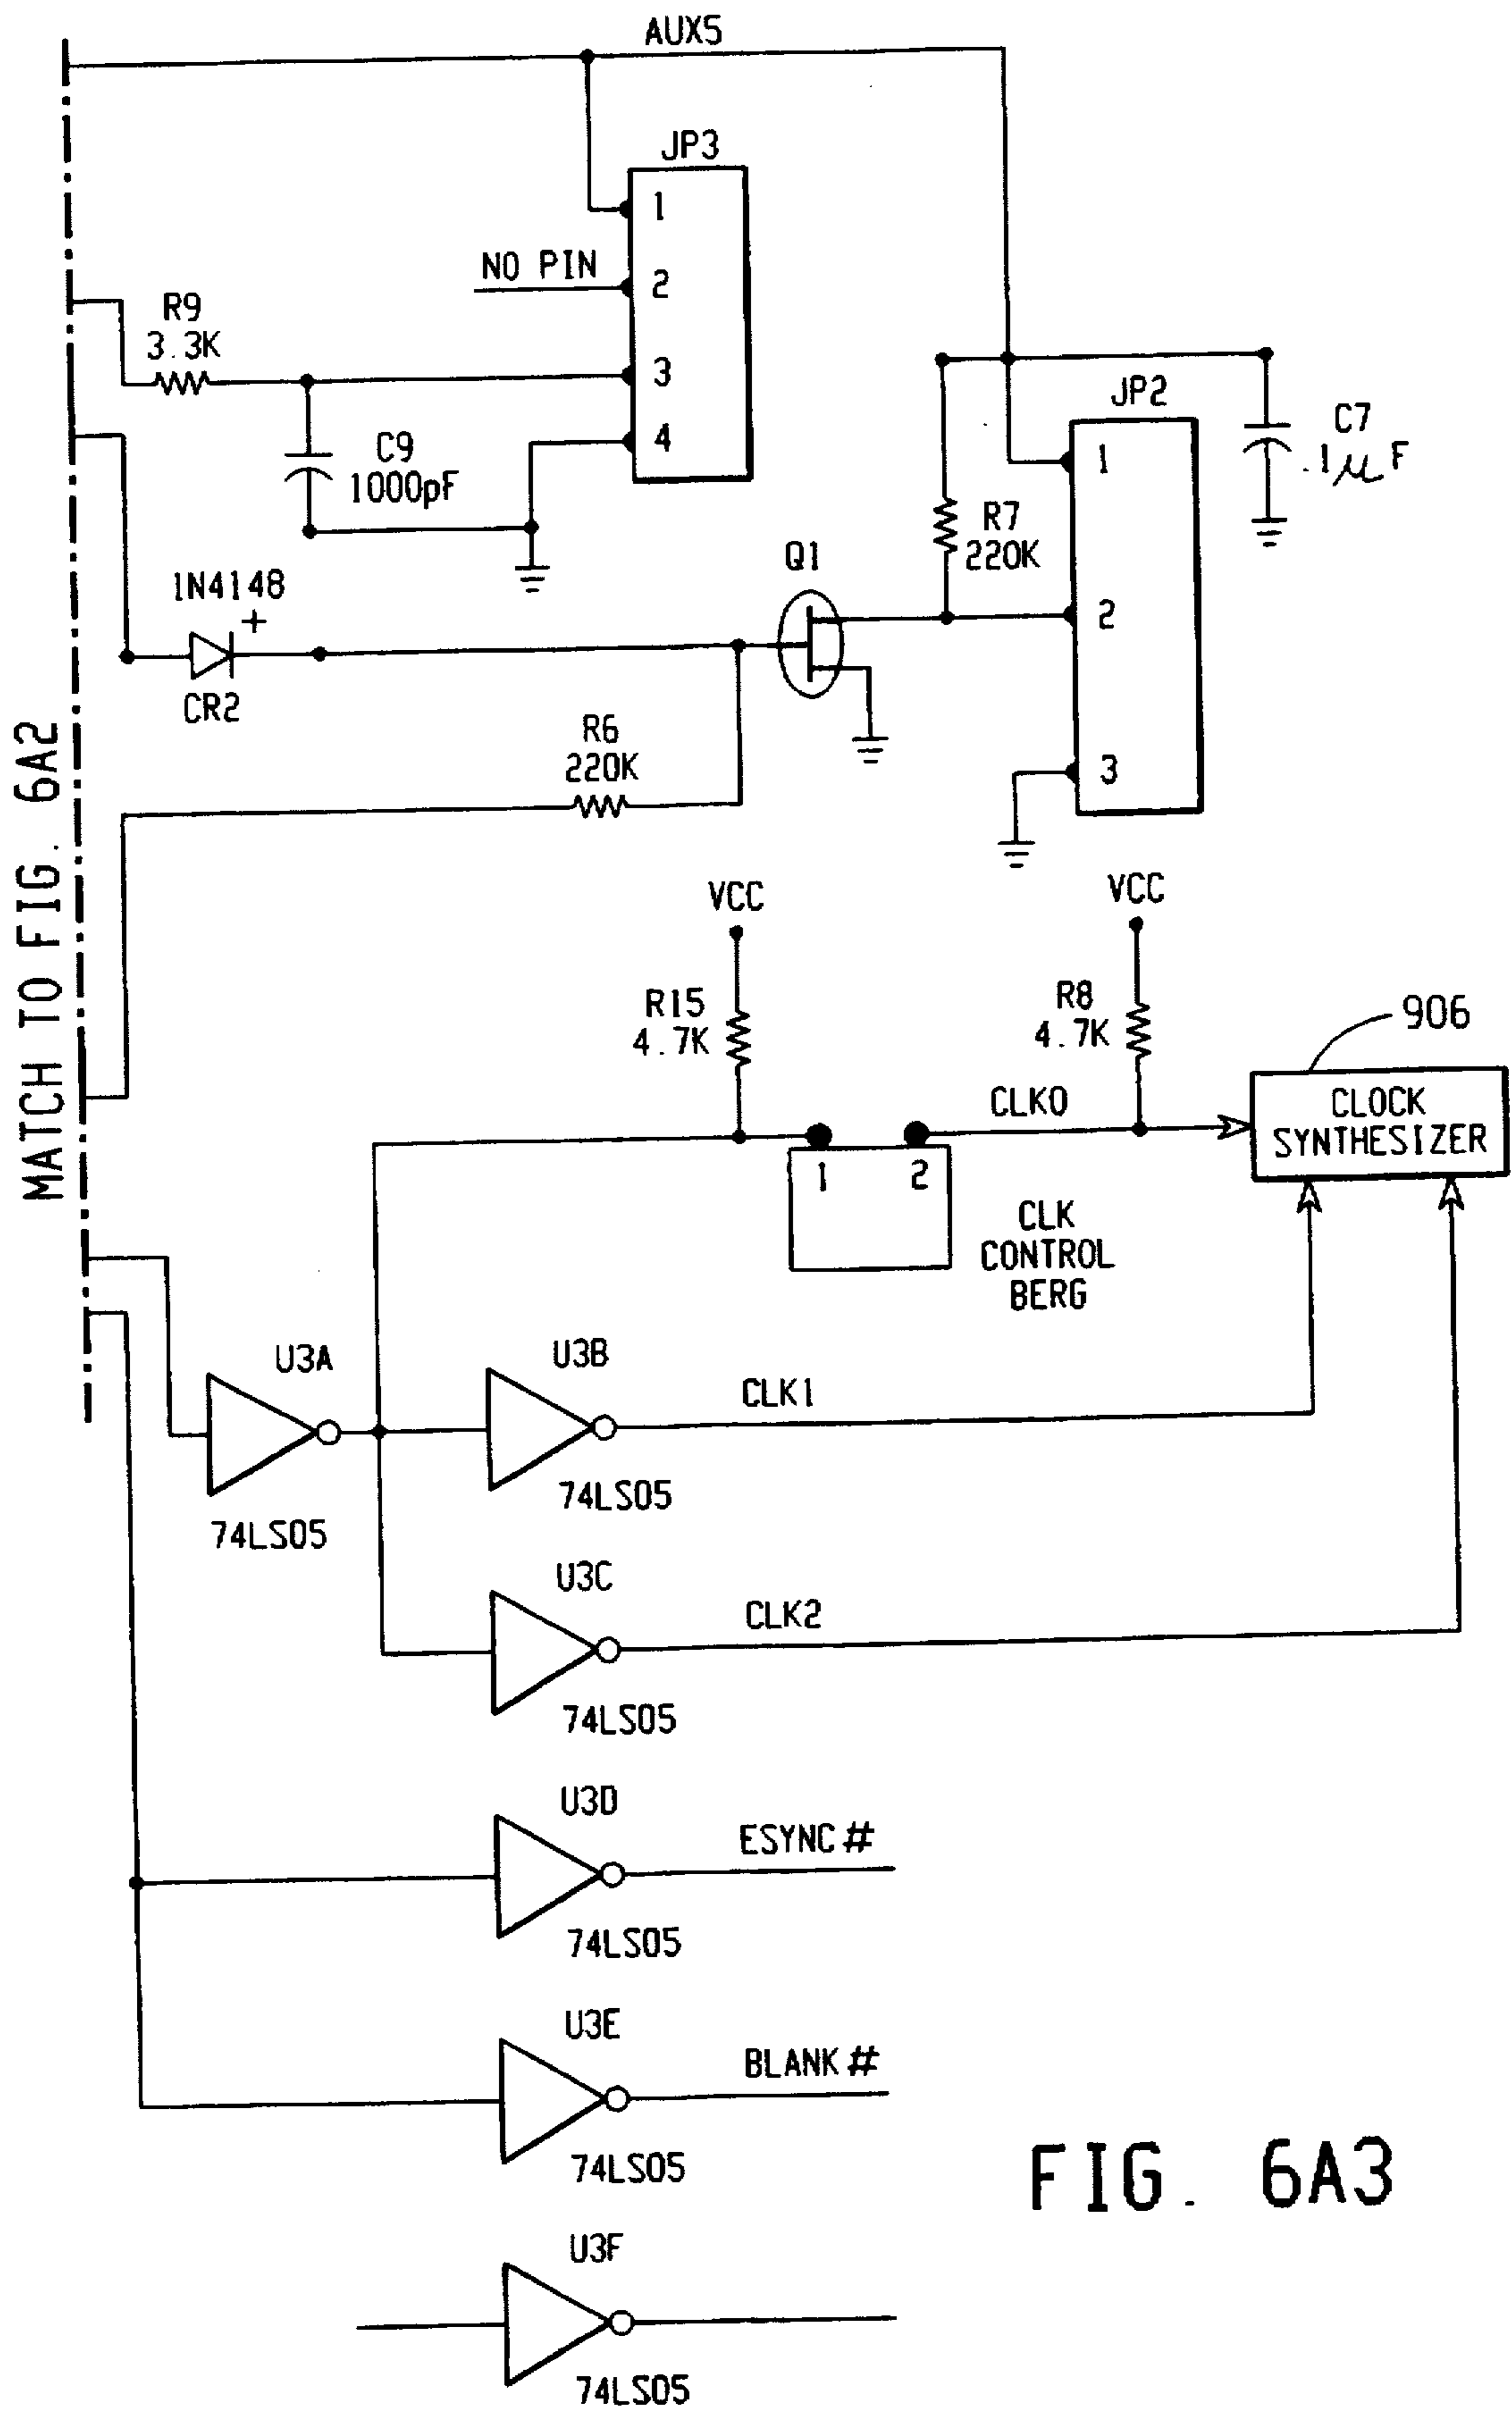 AUX5
JP3
1
NO PIN
2
R9
3.3K
3
4
C9
1000pF
JP2
1
C7
.1μF
R7
220K
Q1
2
1N4148
+
CR2
R6
220K
3
MATCH TO FIG. 6A2
VCC
VCC
R15
4.7K
R8
4.7K
906
CLK0
CLOCK
SYNTHESIZER
1 2
CLK
CONTROL
BERG
U3A
74LS05
U3B
CLK1
74LS05
U3C
CLK2
74LS05
U3D
ESYNC#
74LS05
U3E
BLANK#
74LS05
U3F
74LS05
FIG. 6A3